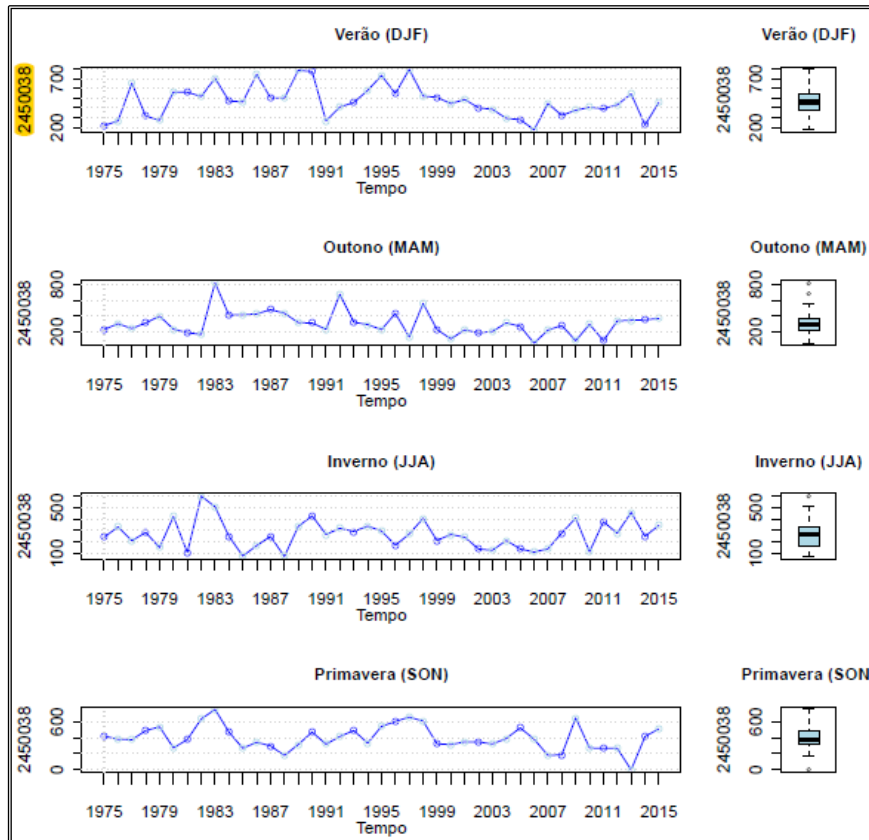 Verão (DJF)
2450038
200 700
1975 1979 1983 1987 1991 1995 1999 2003 2007 2011 2015
Tempo
Verão (DJF)
2450038
200 700
Outono (MAM)
2450038
200 800
1975 1979 1983 1987 1991 1995 1999 2003 2007 2011 2015
Tempo
Outono (MAM)
2450038
200 800
Inverno (JJA)
2450038
100 500
1975 1979 1983 1987 1991 1995 1999 2003 2007 2011 2015
Tempo
Inverno (JJA)
2450038
100 500
Primavera (SON)
2450038
0 600
1975 1979 1983 1987 1991 1995 1999 2003 2007 2011 2015
Tempo
Primavera (SON
2450038
0 600